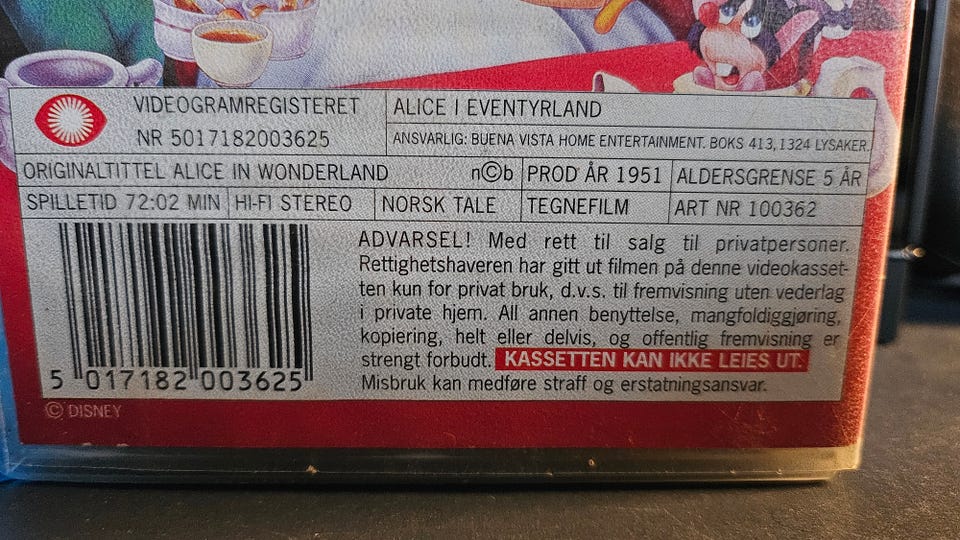 VIDEOGRAMREGISTERET
NR 5017182003625
ALICE I EVENTYRLAND
ANSVARLIG: BUENA VISTA HOME ENTERTAINMENT. BOKS 413, 1324 LYSAKER.
ORIGINALTITTEL ALICE IN WONDERLAND
n©b
PROD ÅR 1951
ALDERSGRENSE 5 ÅR
SPILLETID 72:02 MIN
HI-FI STEREO
NORSK TALE
TEGNEFILM
ART NR 100362
ADVARSEL! Med rett til salg til privatpersoner.
Rettighetshaveren har gitt ut filmen på denne videokasset-
ten kun for privat bruk, d.v.s. til fremvisning uten vederlag
i private hjem. All annen benyttelse, mangfoldiggjøring,
kopiering, helt eller delvis, og offentlig fremvisning er
strengt forbudt. KASSETTEN KAN IKKE LEIES UT.
Misbruk kan medføre straff og erstatningsansvar.
5 017182 003625
© DISNEY